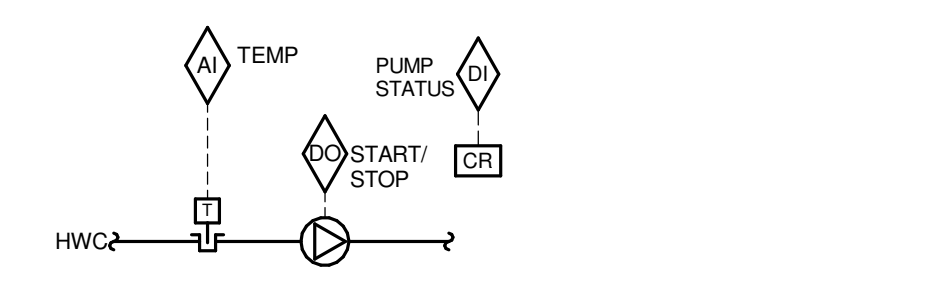 AI
TEMP
PUMP
STATUS
DI
DO
START/
STOP
CR
T
HWC